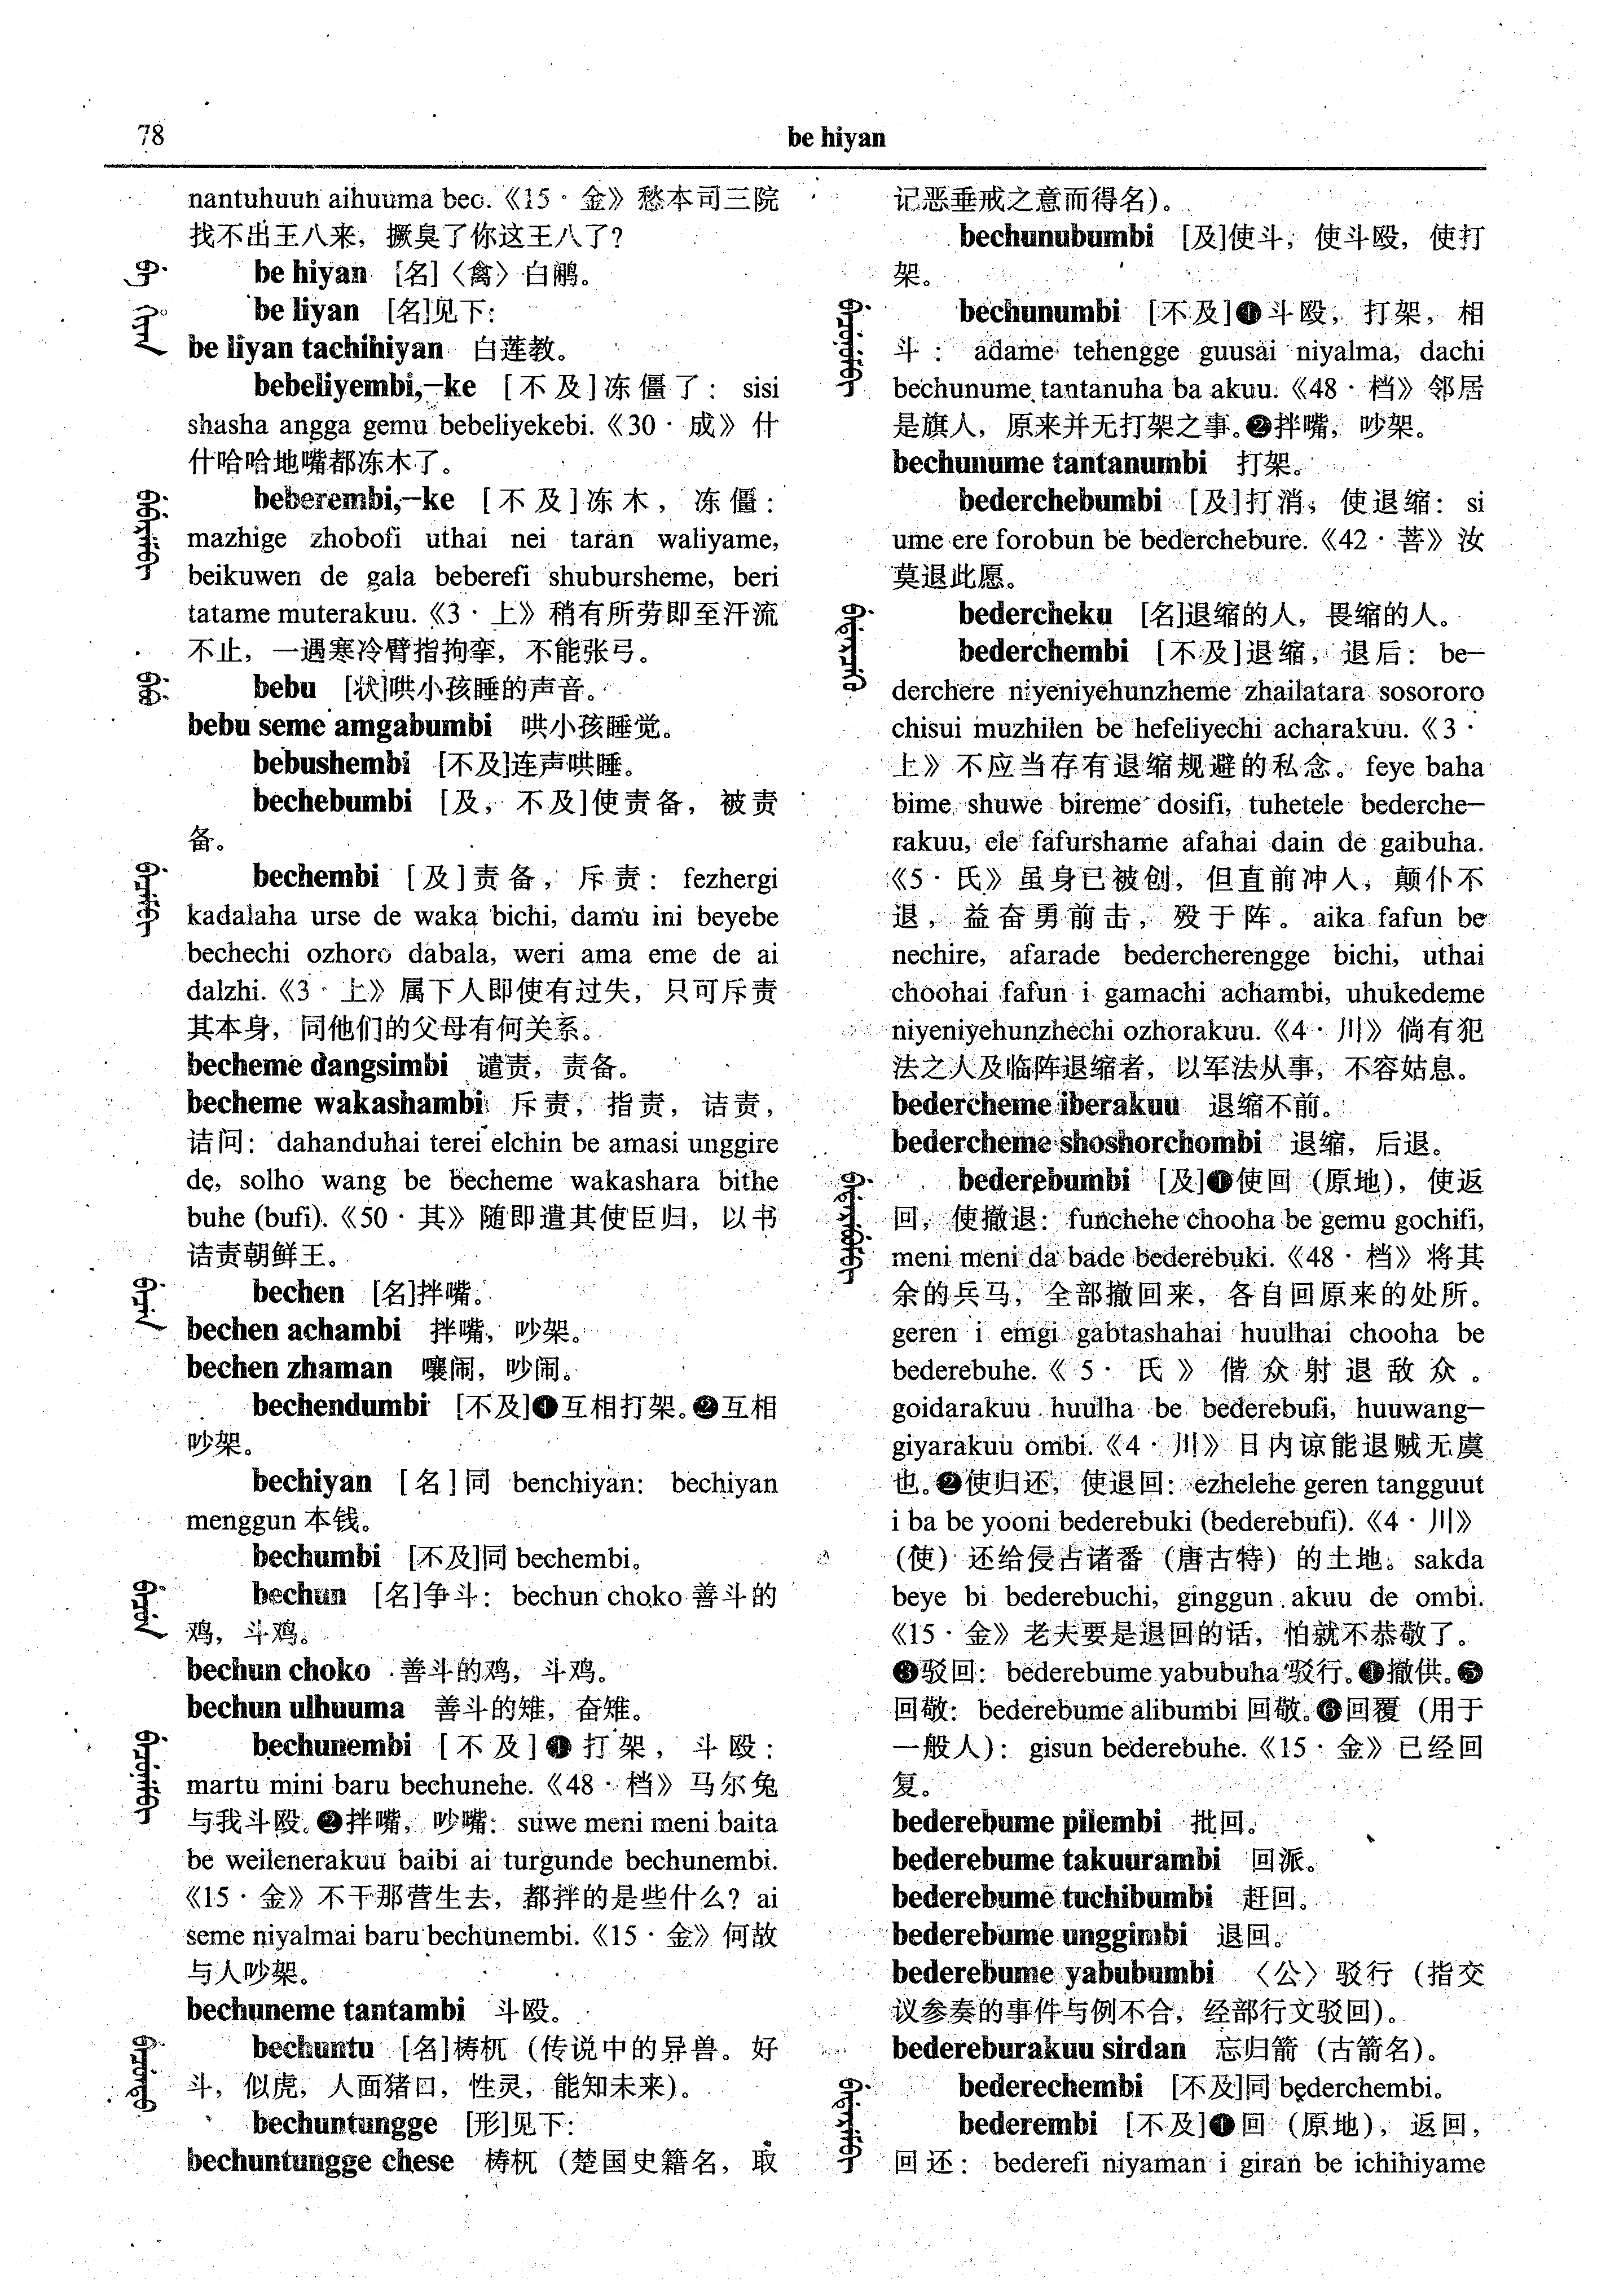 78
be hiyan
nantuhuun aihuuma beo.《15·金》愁本司三院
找不出王八来，撅臭了你这王八了？
be hiyan [名]〈禽〉白鹇。
be liyan [名]见下：
be liyan tachihiyan 白莲教。
bebeliyembi,—ke [不及]冻僵了：sisi
shasha angga gemu bebeliyekebi.《30·成》什
什哈哈地嘴都冻木了。
beberembi,—ke [不及]冻木，冻僵：
mazhige zhobofi uthai nei taran waliyame,
beikuwen de gala beberefi shubursheme, beri
tatame muterakuu.《3·上》稍有所劳即至汗流
不止，一遇寒冷臂指拘挛，不能张弓。
bebu [状]哄小孩睡的声音。
bebu seme amgabumbi 哄小孩睡觉。
bebushembi [不及]连声哄睡。
bechebumbi [及，不及]使责备，被责
备。
bechembi [及]责备，斥责：fezhergi
kadalaha urse de waka bichi, damu ini beyebe
bechechi ozhoro dabala, weri ama eme de ai
dalzhi.《3·上》属下人即使有过失，只可斥责
其本身，同他们的父母有何关系。
becheme dangsimbi 谴责，责备。
becheme wakashambi 斥责，指责，诘责，
诘问：dahanduhai terei elchin be amasi unggire
de, solho wang be becheme wakashara bithe
buhe (bufi).《50·其》随即遣其使臣归，以书
诘责朝鲜王。
bechen [名]拌嘴。
bechen achambi 拌嘴，吵架。
bechen zhaman 嚷闹，吵闹。
bechendumbi [不及]❶互相打架。❷互相
吵架。
bechiyan [名]同 benchiyan: bechiyan
menggun 本钱。
bechumbi [不及]同 bechembi。
bechun [名]争斗：bechun choko 善斗的
鸡，斗鸡。
bechun choko 善斗的鸡，斗鸡。
bechun ulhuuma 善斗的雉，奋雉。
bechunembi [不及]❶打架，斗殴：
martu mini baru bechunehe.《48·档》马尔兔
与我斗殴。❷拌嘴，吵嘴：suwe meni meni baita
be weilenerakuu baibi ai turgunde bechunembi.
《15·金》不干那营生去，都拌的是些什么？ai
seme niyalmai baru bechunembi.《15·金》何故
与人吵架。
bechuneme tantambi 斗殴。
bechuntu [名]梼杌（传说中的异兽。好
斗，似虎，人面猪口，性灵，能知未来）。
bechuntungge [形]见下：
bechuntungge chese 梼杌（楚国史籍名，取
记恶垂戒之意而得名）。
bechunubumbi [及]使斗，使斗殴，使打
架。
bechunumbi [不及]❶斗殴，打架，相
斗：adame tehengge guusai niyalma, dachi
bechunume tantanuha ba akuu.《48·档》邻居
是旗人，原来并无打架之事。❷拌嘴，吵架。
bechunume tantanumbi 打架。
bederchebumbi [及]打消，使退缩：si
ume ere forobun be bederchebure.《42·菩》汝
莫退此愿。
bedercheku [名]退缩的人，畏缩的人。
bederchembi [不及]退缩，退后：be—
derchere niyeniyehunzheme zhailatara sosororo
chisui muzhilen be hefeliyechi acharakuu.《3·
上》不应当存有退缩规避的私念。feye baha
bime shuwe bireme dosifi, tuhetele bederche—
rakuu, ele fafurshame afahai dain de gaibuha.
《5·氏》虽身已被创，但直前冲人，颠仆不
退，益奋勇前击，殁于阵。aika fafun be
nechire, afarade bedercherengge bichi, uthai
choohai fafun i gamachi achambi, uhukedeme
niyeniyehunzhechi ozhorakuu.《4·川》倘有犯
法之人及临阵退缩者，以军法从事，不容姑息。
bedercheme iberakuu 退缩不前。
bedercheme shoshorchombi 退缩，后退。
bederebumbi [及]❶使回（原地），使返
回，使撤退：funchehe chooha be gemu gochifi,
meni meni da bade bederebuki.《48·档》将其
余的兵马，全部撤回来，各自回原来的处所。
geren i emgi gabtashahai huulhai chooha be
bederebuhe.《5·氏》偕众射退敌众。
goidarakuu huulha be bederebufi, huuwang—
giyarakuu ombi.《4·川》日内谅能退贼无虞
也。❷使归还，使退回：ezhelehe geren tangguut
i ba be yooni bederebuki (bederebufi).《4·川》
（使）还给侵占诸番（唐古特）的土地。sakda
beye bi bederebuchi, ginggun akuu de ombi.
《15·金》老夫要是退回的话，怕就不恭敬了。
❸驳回：bederebume yabubuha 驳行。❹撤供。❺
回敬：bederebume alibumbi 回敬。❻回覆（用于
一般人）：gisun bederebuhe.《15·金》已经回
复。
bederebume pilembi 批回。
bederebume takuurambi 回派。
bederebume tuchibumbi 赶回。
bederebume unggimbi 退回。
bederebume yabubumbi 〈公〉驳行（指交
议参奏的事件与例不合，经部行文驳回）。
bedereburakuu sirdan 忘归箭（古箭名）。
bederechembi [不及]同 bederchembi。
bederembi [不及]❶回（原地），返回，
回还：bederefi niyaman i giran be ichihiyame